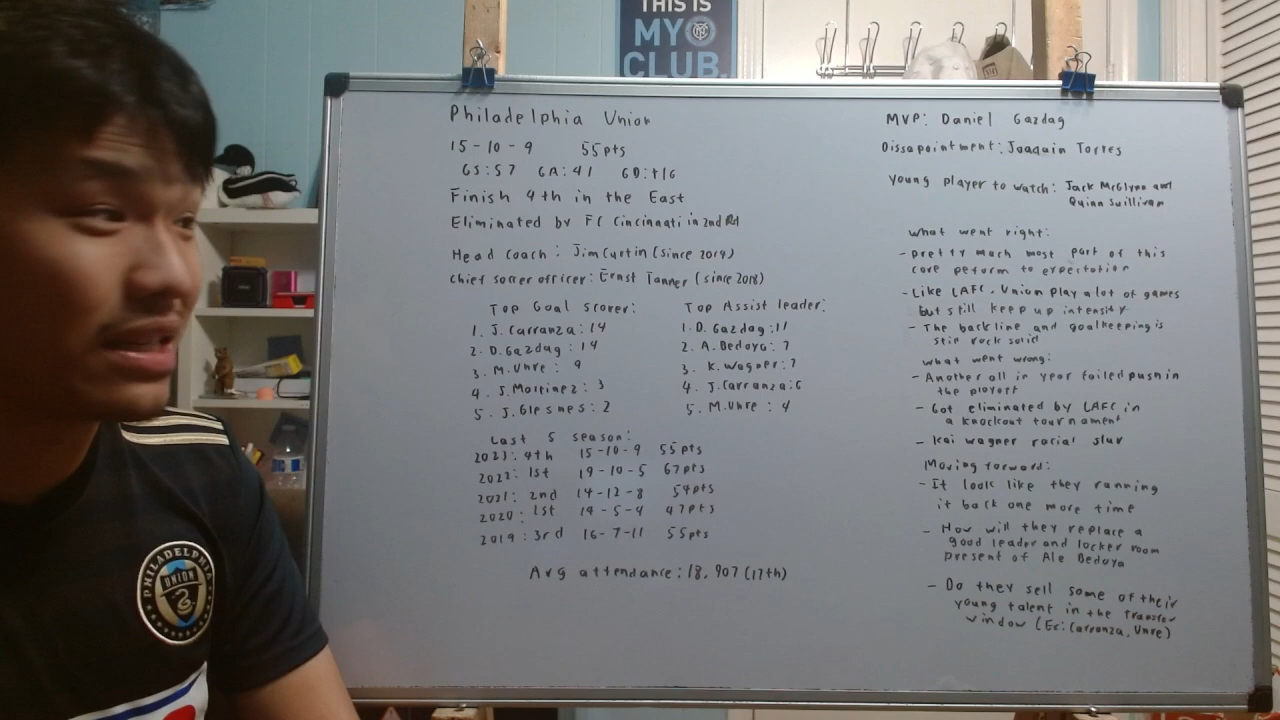 THIS IS
MY
CLUB.
Philadelphia Union
15-10-9 55pts
GS:57 GA:41 GD:+16
Finish 4th in the East
Eliminated by FC Cincinnati in 2nd Rd
Head coach: Jim Curtin (since 2014)
Chief soccer officer: Ernst Tanner (since 2018)
Top Goal scorer:
1. J. Carranza: 14
2. D. Gazdag: 14
3. M. Uhre: 9
4. J. Martinez: 3
5. J. Glesnes: 2
Top Assist leader:
1. D. Gazdag: 11
2. A. Bedoya: 7
3. K. Wagner: 7
4. J. Carranza: 6
5. M. Uhre: 4
Last 5 season:
2023: 4th 15-10-9 55pts
2022: 1st 19-10-5 67pts
2021: 2nd 14-12-8 54pts
2020: 1st 14-5-4 47pts
2019: 3rd 16-7-11 55pts
Avg attendance: 18,907 (17th)
MVP: Daniel Gazdag
Dissapointment: Joaquin Torres
Young player to watch: Jack McGlynn and
Quinn Suillivan
What went right:
- pretty much most part of this
core peform to expectation
- Like LAFC, Union play a lot of games
but still keep up intensity
- The backline and goalkeeping is
still rock solid
What went wrong:
- Another all in year failed push in
the playoff
- Got eliminated by LAFC in
a knockout tournament
- Kai Wagner racial slur
Moving forward:
- It look like they running
it back one more time
- How will they replace a
good leader and locker room
present of Ale Bedoya
- Do they sell some of their
young talent in the transfer
window (Ex: Carranza, Uhre)
PHILADELPHIA
UNION